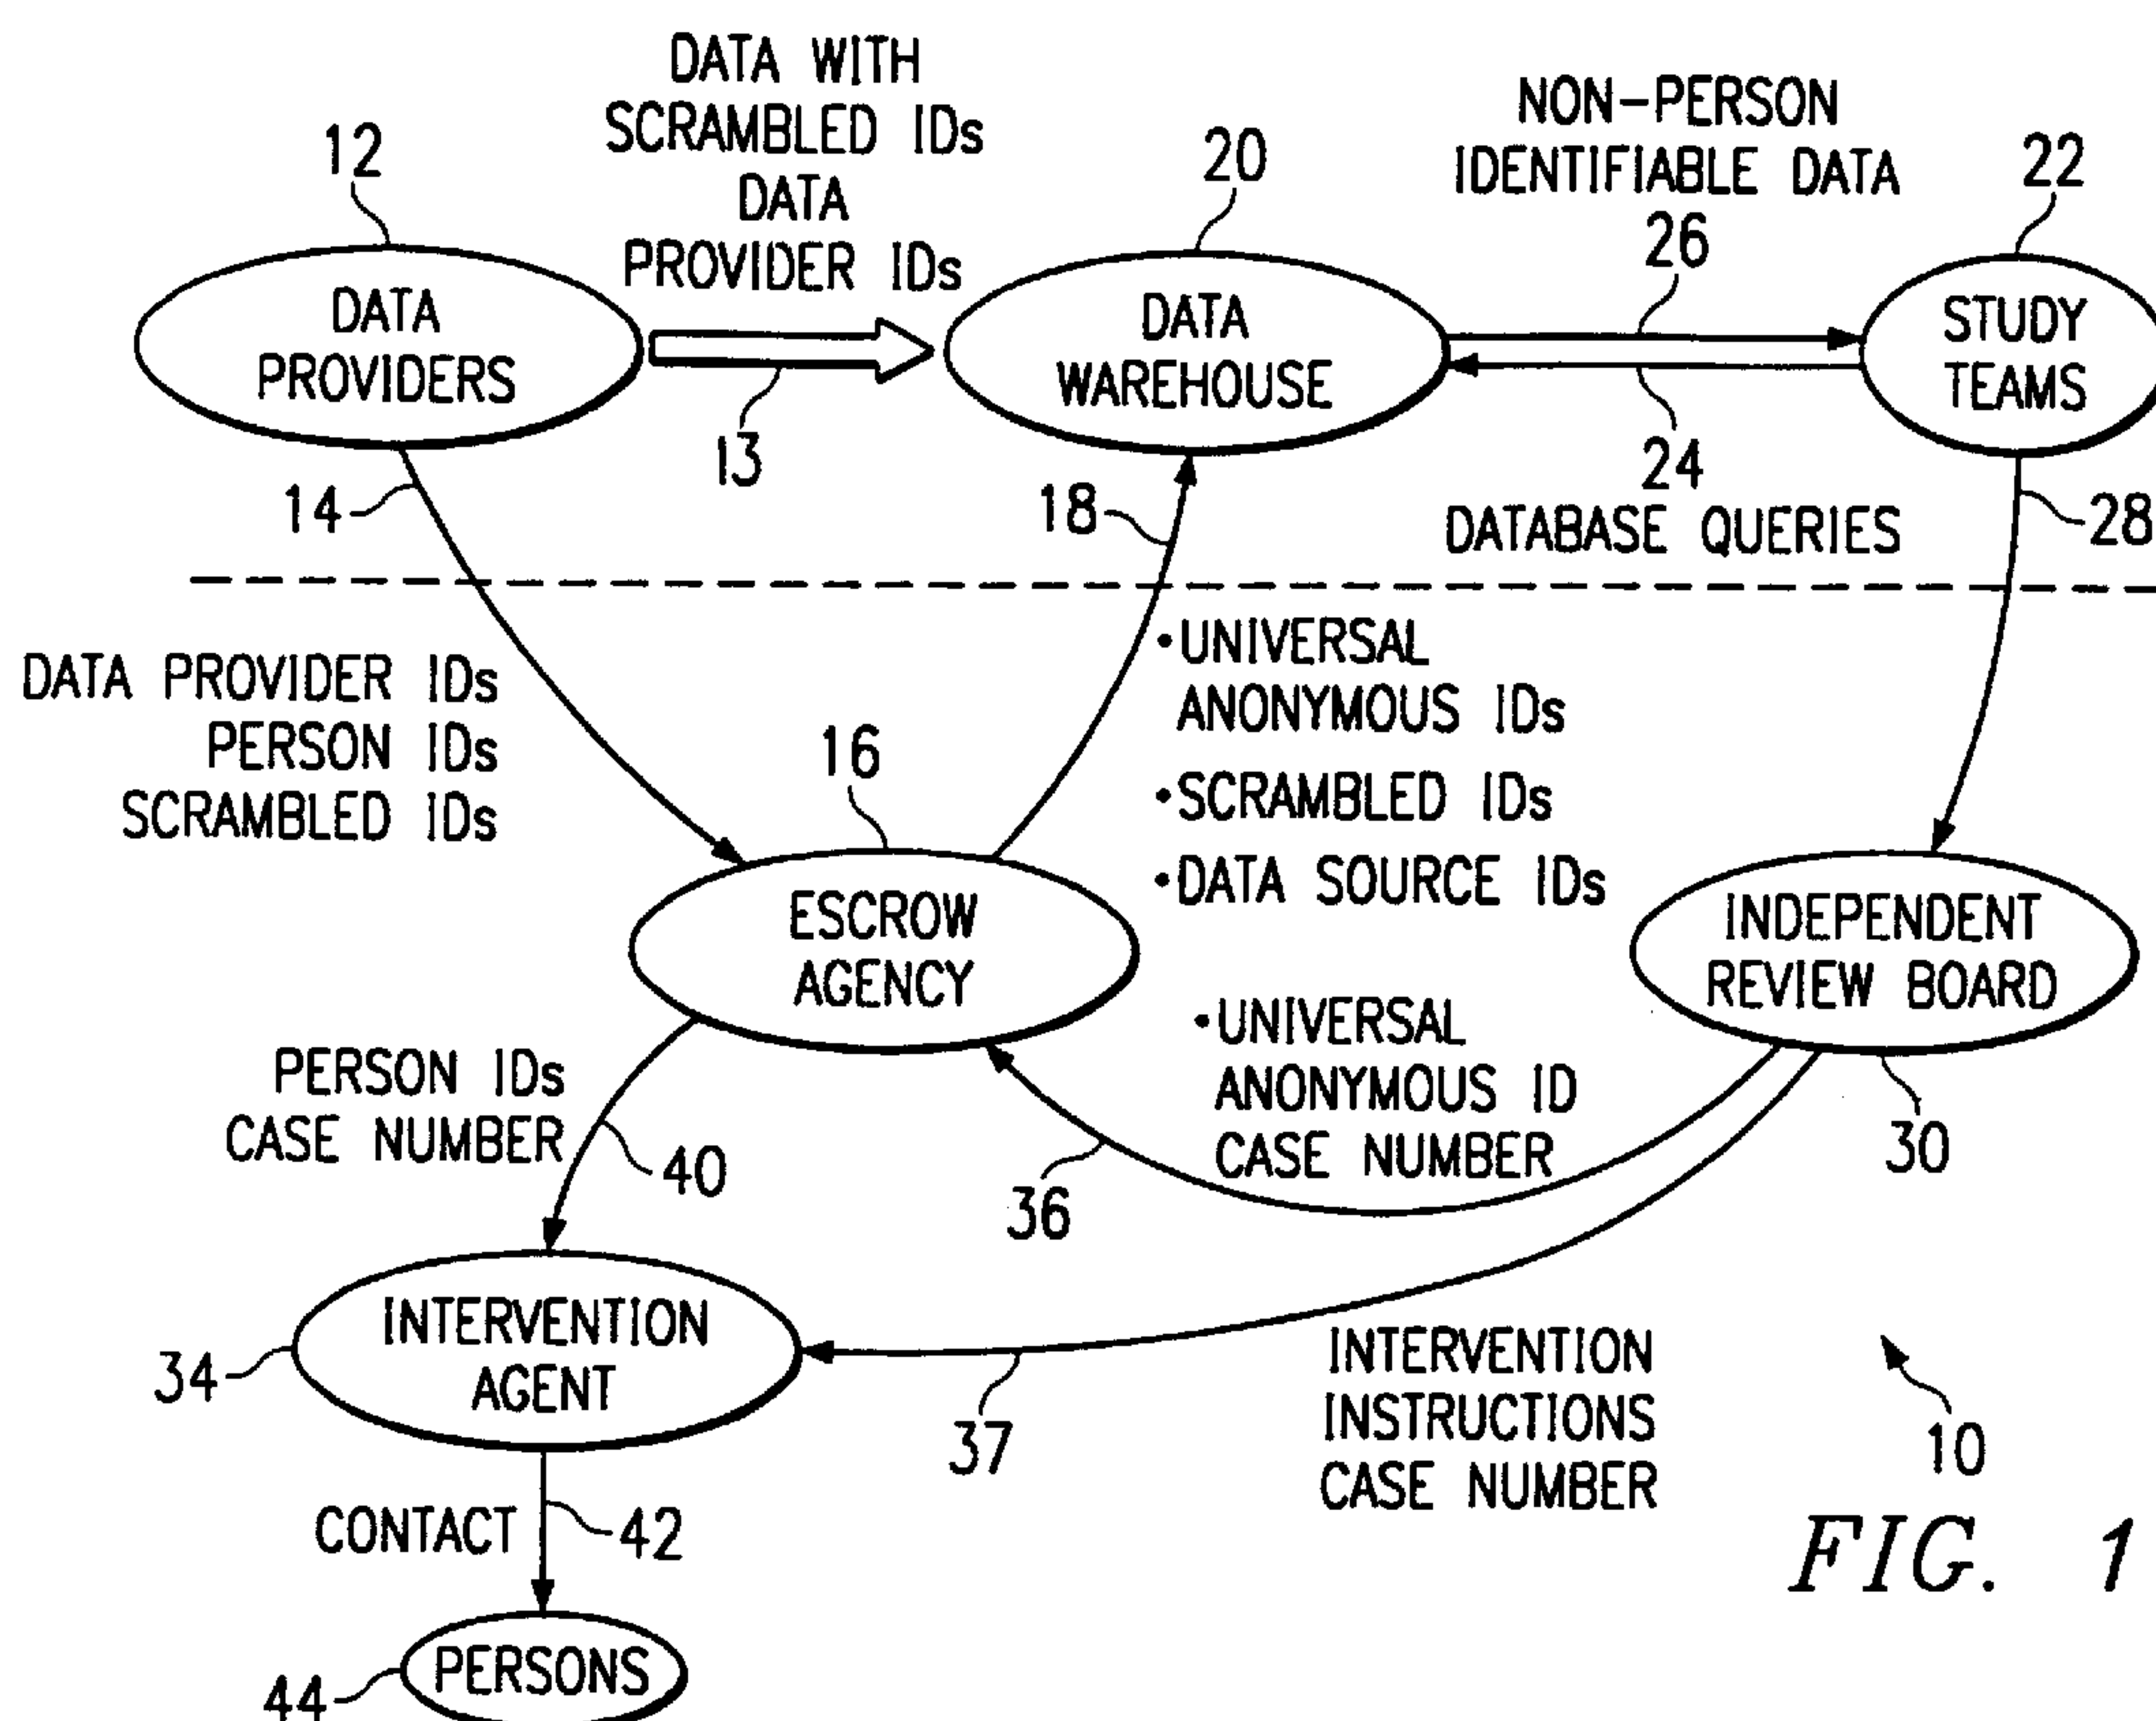 DATA WITH
SCRAMBLED IDs
DATA
PROVIDER IDs
NON-PERSON
IDENTIFIABLE DATA
12
20
26
22
DATA
PROVIDERS
DATA
WAREHOUSE
STUDY
TEAMS
13
24
14
18
DATABASE QUERIES
28
DATA PROVIDER IDs
PERSON IDs
SCRAMBLED IDs
•UNIVERSAL
ANONYMOUS IDs
•SCRAMBLED IDs
•DATA SOURCE IDs
16
ESCROW
AGENCY
INDEPENDENT
REVIEW BOARD
30
PERSON IDs
CASE NUMBER
40
•UNIVERSAL
ANONYMOUS ID
CASE NUMBER
36
INTERVENTION
AGENT
34
37
INTERVENTION
INSTRUCTIONS
CASE NUMBER
10
CONTACT
42
FIG. 1
PERSONS
44